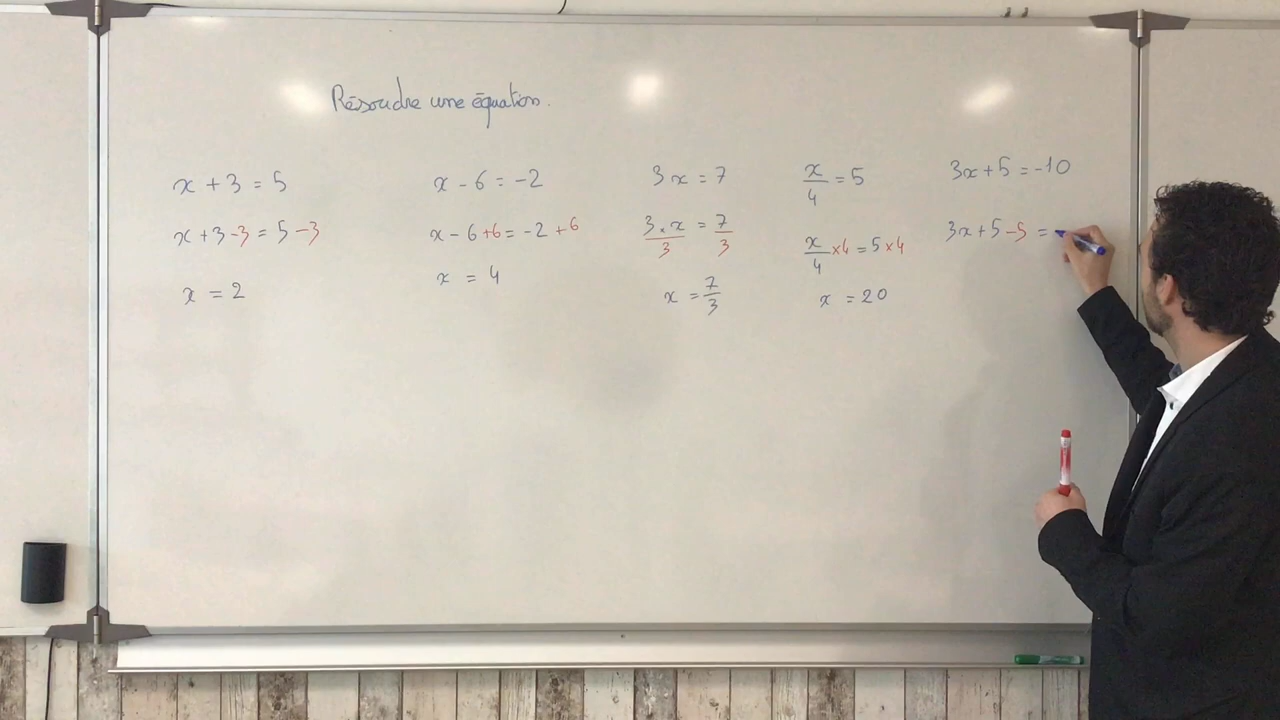 Résoudre une équation.
x + 3 = 5
x + 3 - 3 = 5 - 3
x = 2
x - 6 = -2
x - 6 + 6 = -2 + 6
x = 4
3x = 7
3 × x / 3 = 7 / 3
x = 7/3
x/4 = 5
x/4 × 4 = 5 × 4
x = 20
3x + 5 = -10
3x + 5 - 5 =